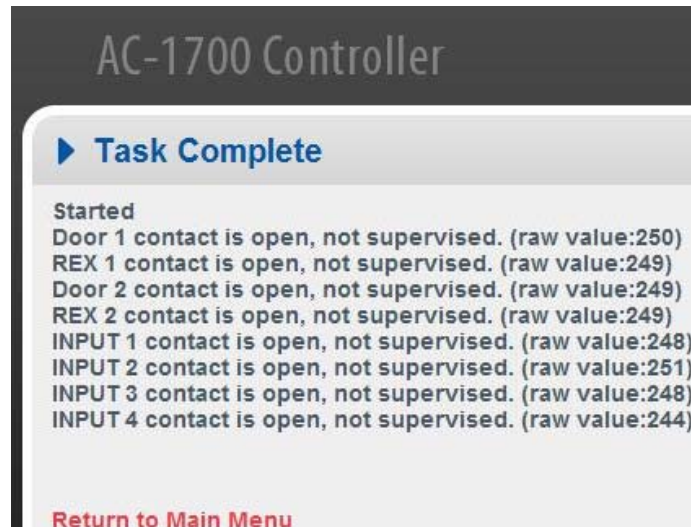 AC-1700 Controller
Task Complete
Started
Door 1 contact is open, not supervised. (raw value:250)
REX 1 contact is open, not supervised. (raw value:249)
Door 2 contact is open, not supervised. (raw value:249)
REX 2 contact is open, not supervised. (raw value:249)
INPUT 1 contact is open, not supervised. (raw value:248)
INPUT 2 contact is open, not supervised. (raw value:251)
INPUT 3 contact is open, not supervised. (raw value:248)
INPUT 4 contact is open, not supervised. (raw value:244)
Return to Main Menu